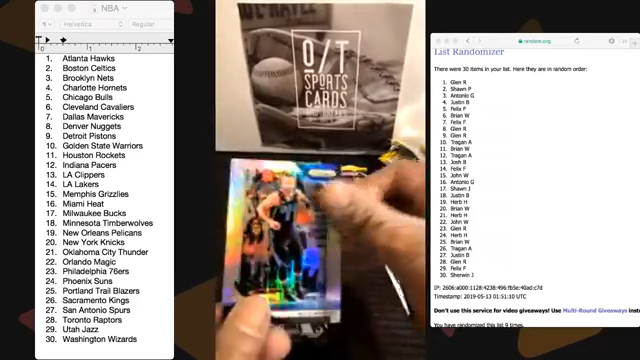 NBA
Helvetica
Regular
0
1
2
1. Atlanta Hawks
2. Boston Celtics
3. Brooklyn Nets
4. Charlotte Hornets
5. Chicago Bulls
6. Cleveland Cavaliers
7. Dallas Mavericks
8. Denver Nuggets
9. Detroit Pistons
10. Golden State Warriors
11. Houston Rockets
12. Indiana Pacers
13. LA Clippers
14. LA Lakers
15. Memphis Grizzlies
16. Miami Heat
17. Milwaukee Bucks
18. Minnesota Timberwolves
19. New Orleans Pelicans
20. New York Knicks
21. Oklahoma City Thunder
22. Orlando Magic
23. Philadelphia 76ers
24. Phoenix Suns
25. Portland Trail Blazers
26. Sacramento Kings
27. San Antonio Spurs
28. Toronto Raptors
29. Utah Jazz
30. Washington Wizards
O/T
SPORTS
CARDS
random.org
List Randomizer
There were 30 items in your list. Here they are in random order:
1. Glen R
2. Shawn P
3. Antonio G
4. Justin B
5. Felix F
6. Brian W
7. Felix F
8. Glen R
9. Glen R
10. Tragan A
11. Brian W
12. Tragan A
13. Josh B
14. Felix F
15. John W
16. Antonio G
17. Shawn J
18. Justin B
19. Herb H
20. Brian W
21. Herb H
22. John W
23. Glen R
24. Herb H
25. Brian W
26. Tragan A
27. Justin B
28. Glen R
29. Felix F
30. Sherwin J
IP: 2606:a000:1128:4238:496:fb5e:40ad:c7d
Timestamp: 2019-05-13 01:51:10 UTC
Don't use this service for video giveaways! Use Multi-Round Giveaways inst
You have randomized this list 9 times.